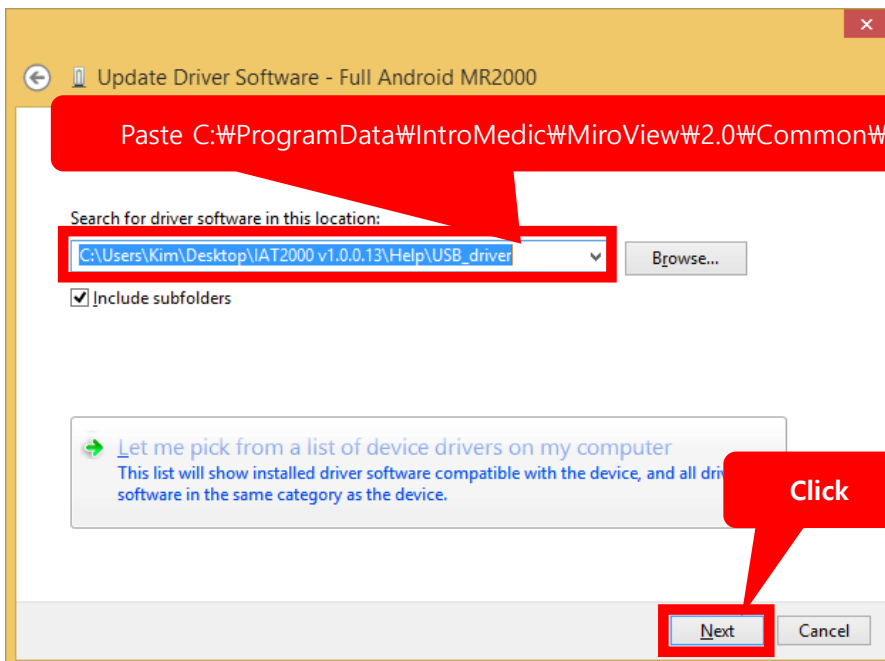 Update Driver Software - Full Android MR2000
Paste C:₩ProgramData₩IntroMedic₩MiroView₩2.0₩Common₩
Search for driver software in this location:
C:\Users\Kim\Desktop\IAT2000 v1.0.0.13\Help\USB_driver
Browse...
Include subfolders
Let me pick from a list of device drivers on my computer
This list will show installed driver software compatible with the device, and all
software in the same category as the device.
Click
Next
Cancel